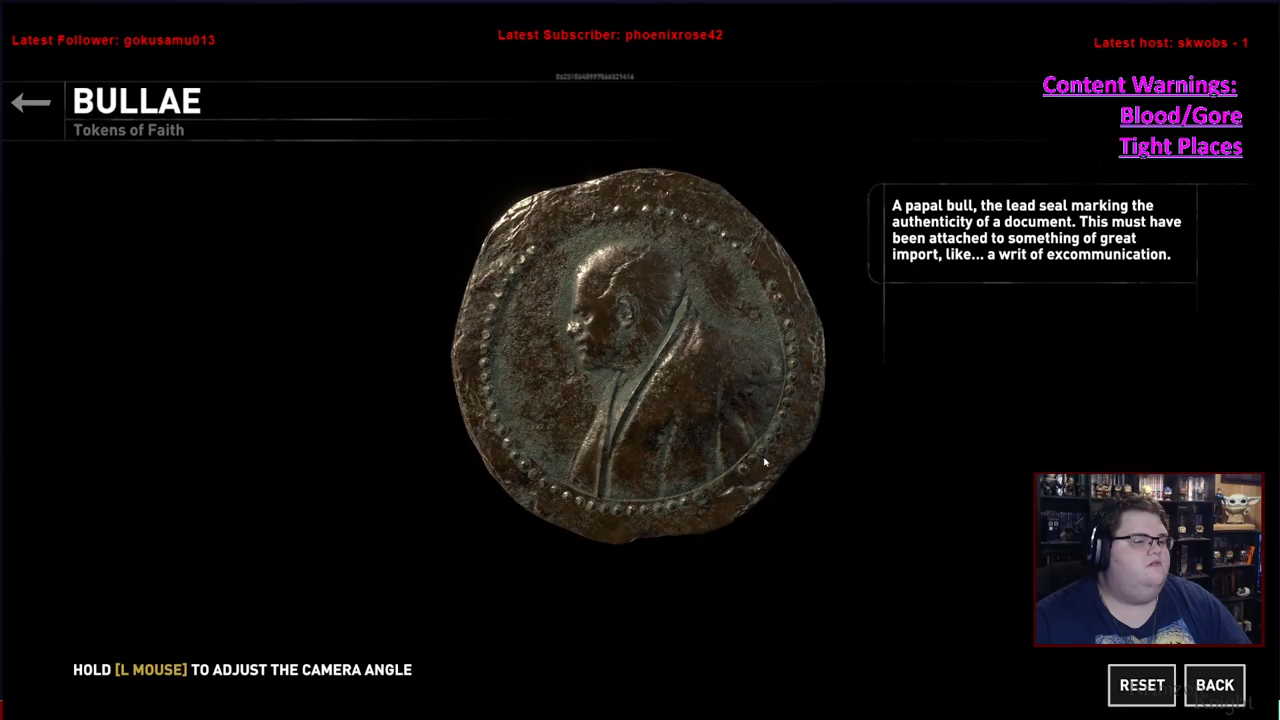 Latest Follower: gokusamu013
Latest Subscriber: phoenixrose42
Latest host: skwobs - 1
BULLAE
Tokens of Faith
Content Warnings:
Blood/Gore
Tight Places
A papal bull, the lead seal marking the
authenticity of a document. This must have
been attached to something of great
import, like... a writ of excommunication.
HOLD [L MOUSE] TO ADJUST THE CAMERA ANGLE
RESET
BACK